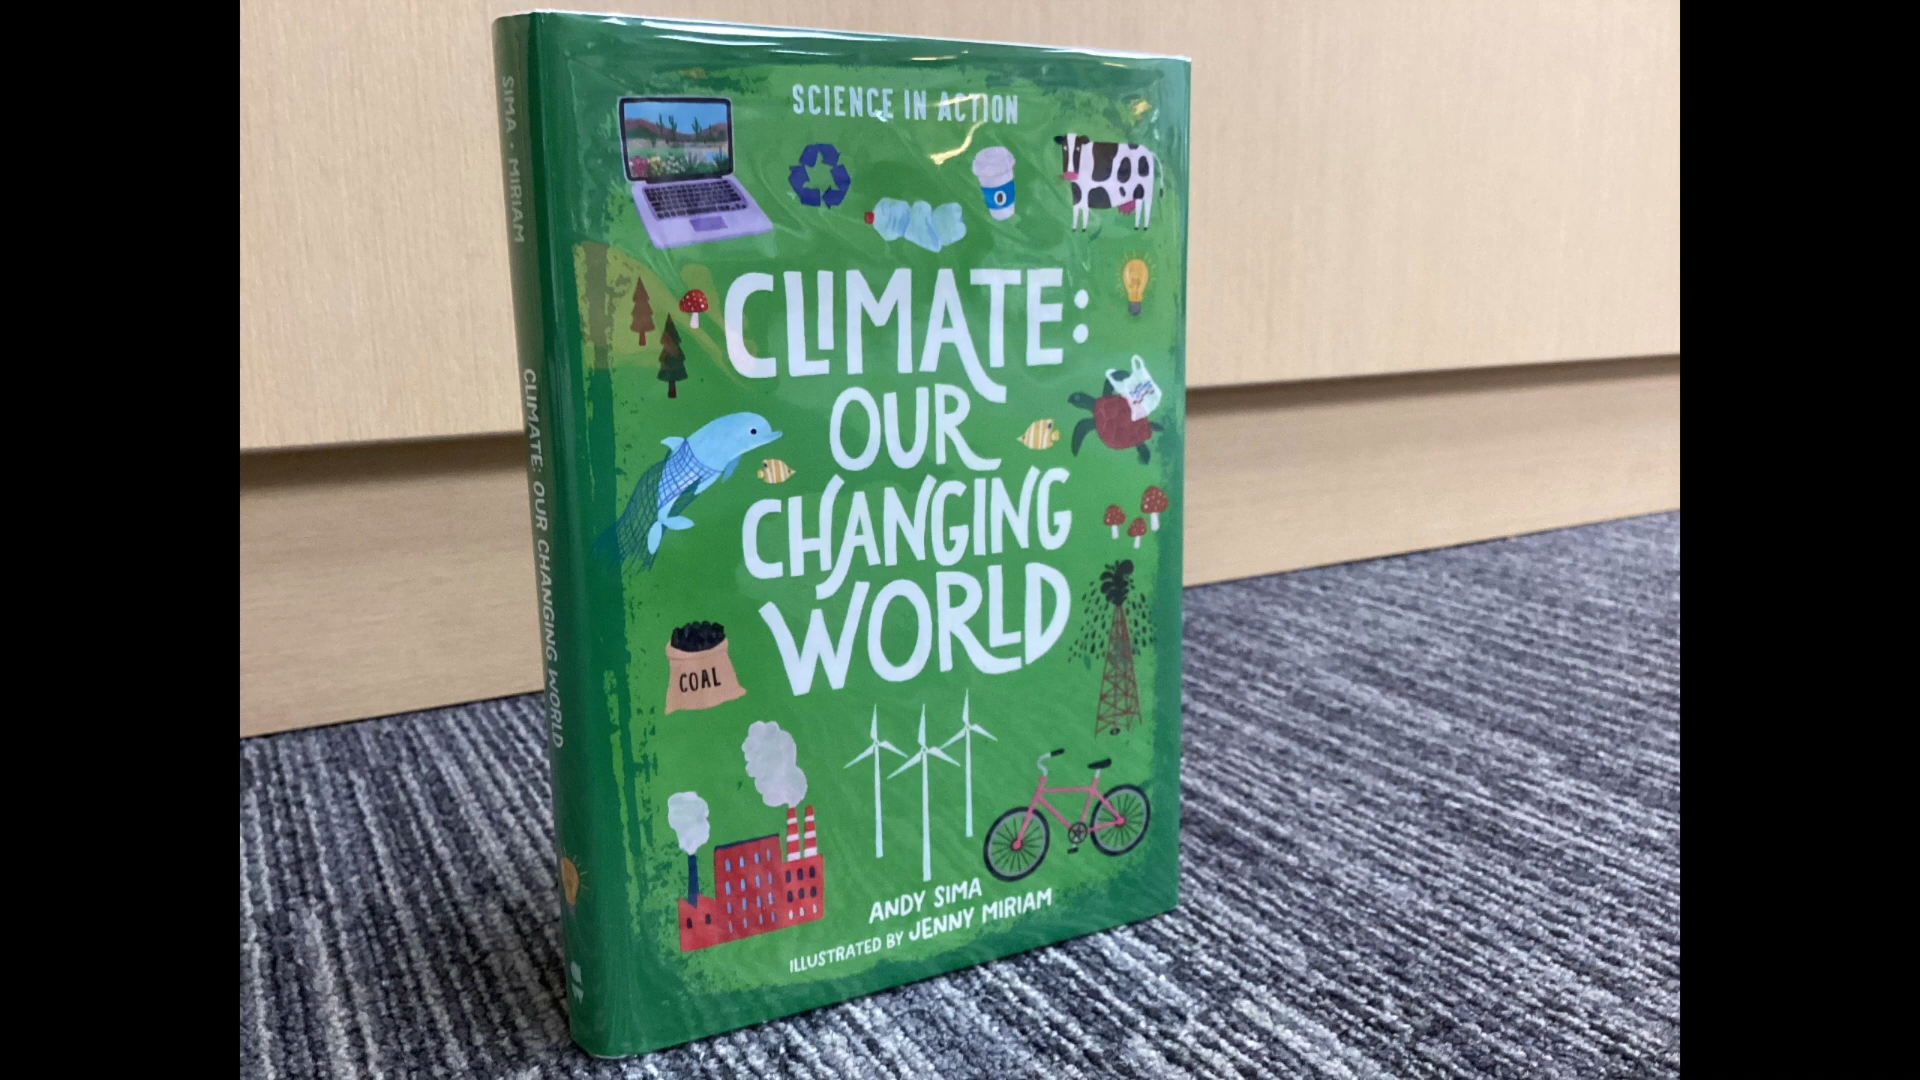 SIMA · MIRIAM
CLIMATE: OUR CHANGING WORLD
SCIENCE IN ACTION
CLIMATE:
OUR
CHANGING
WORLD
COAL
ANDY SIMA
ILLUSTRATED BY JENNY MIRIAM